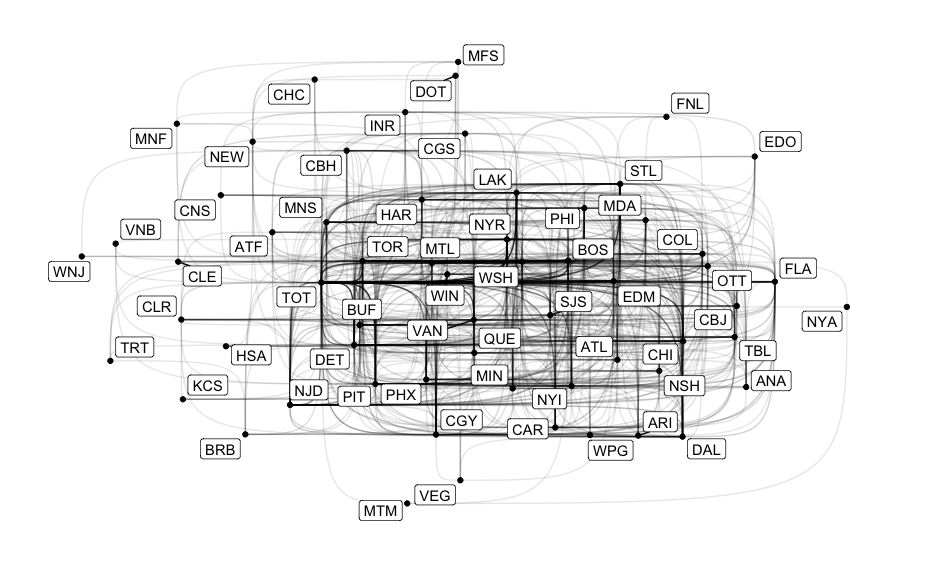 MFS
CHC
DOT
FNL
INR
MNF
EDO
CGS
NEW
CBH
STL
LAK
MNS
CNS
HAR
MDA
PHI
NYR
VNB
COL
ATF
TOR
MTL
BOS
FLA
WNJ
CLE
WSH
OTT
TOT
WIN
EDM
SJS
CLR
BUF
CBJ
NYA
VAN
QUE
ATL
TRT
HSA
DET
CHI
TBL
MIN
ANA
KCS
NJD
PIT
PHX
NSH
NYI
CGY
ARI
CAR
BRB
WPG
DAL
VEG
MTM